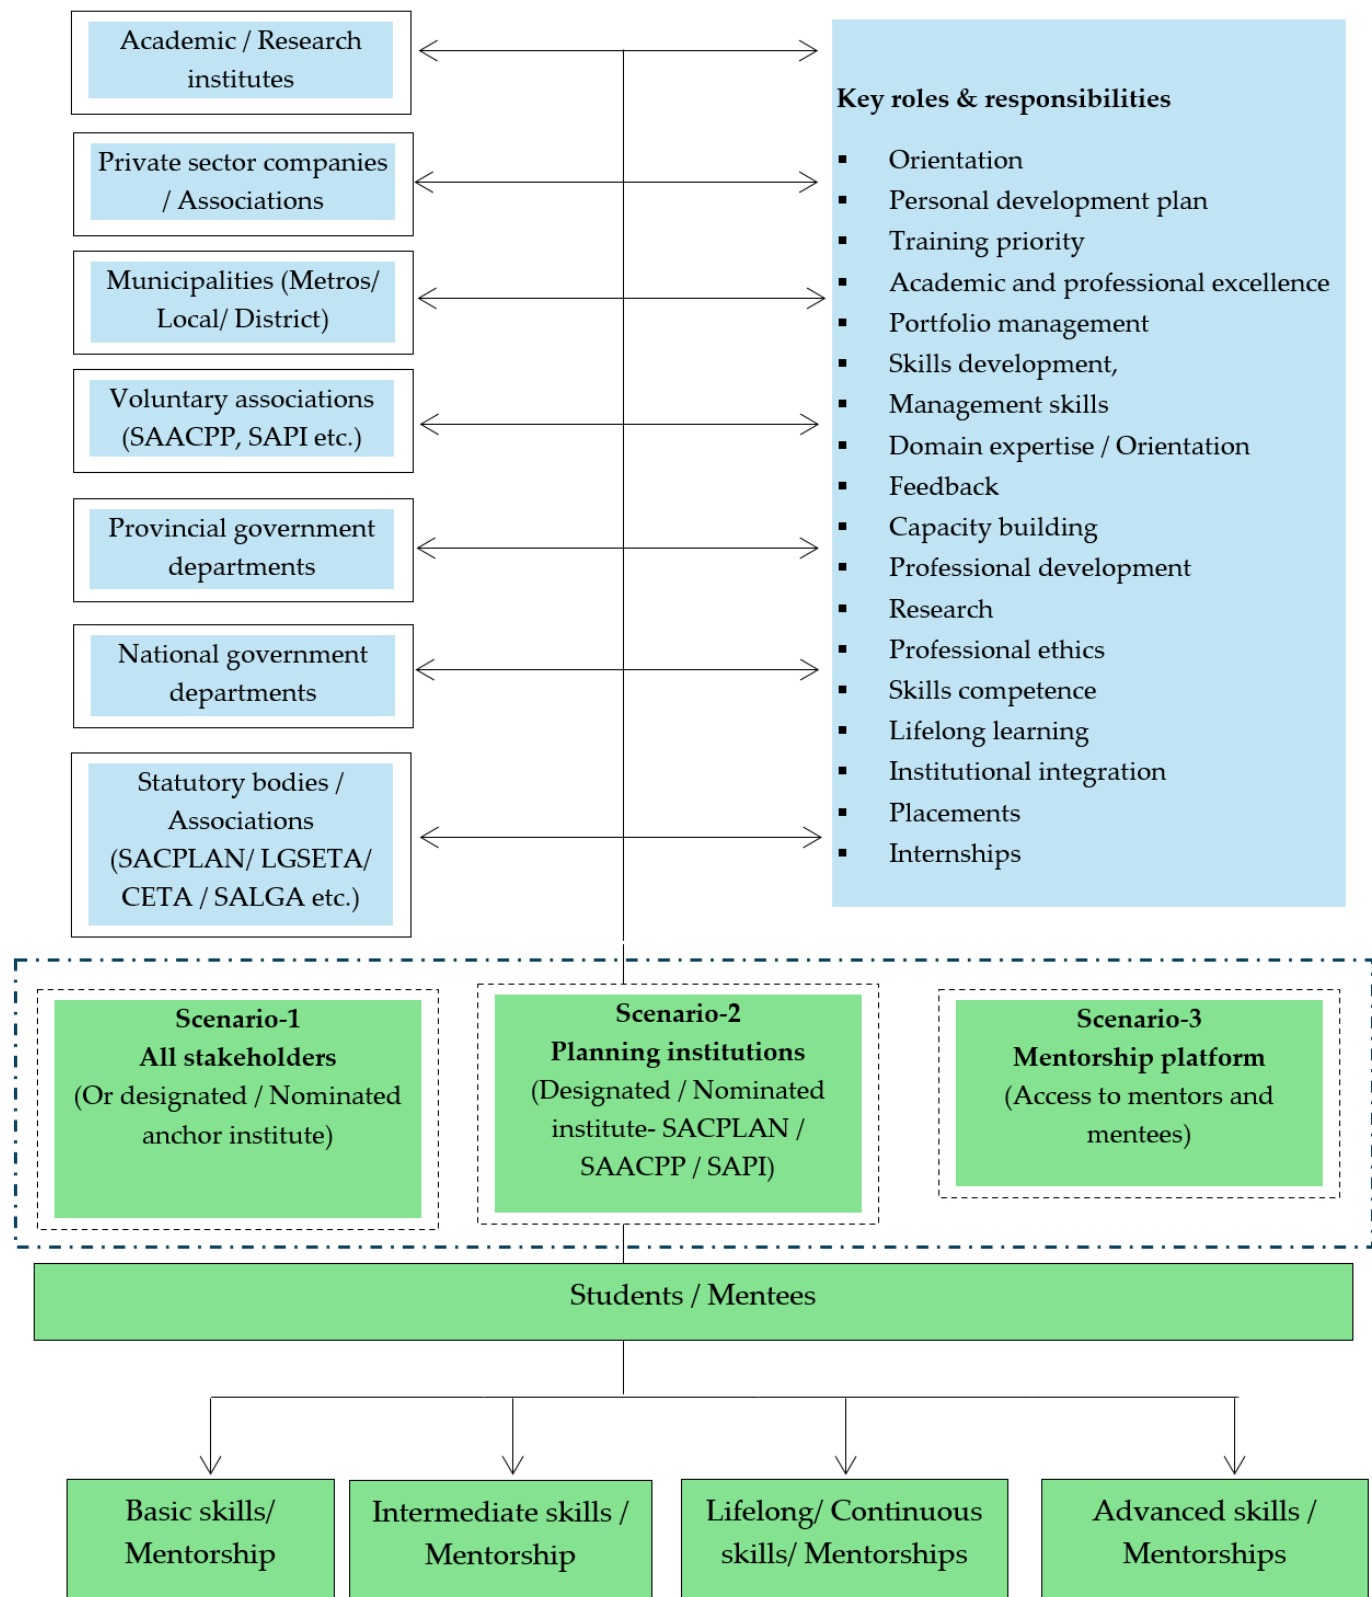 Academic / Research
institutes
Private sector companies
/ Associations
Municipalities (Metros/
Local/ District)
Voluntary associations
(SAACPP, SAPI etc.)
Provincial government
departments
National government
departments
Statutory bodies /
Associations
(SACPLAN/ LGSETA/
CETA / SALGA etc.)
Key roles & responsibilities
▪ Orientation
▪ Personal development plan
▪ Training priority
▪ Academic and professional excellence
▪ Portfolio management
▪ Skills development,
▪ Management skills
▪ Domain expertise / Orientation
▪ Feedback
▪ Capacity building
▪ Professional development
▪ Research
▪ Professional ethics
▪ Skills competence
▪ Lifelong learning
▪ Institutional integration
▪ Placements
▪ Internships
Scenario-1
All stakeholders
(Or designated / Nominated
anchor institute)
Scenario-2
Planning institutions
(Designated / Nominated
institute- SACPLAN /
SAACPP / SAPI)
Scenario-3
Mentorship platform
(Access to mentors and
mentees)
Students / Mentees
Basic skills/
Mentorship
Intermediate skills /
Mentorship
Lifelong/ Continuous
skills/ Mentorships
Advanced skills /
Mentorships